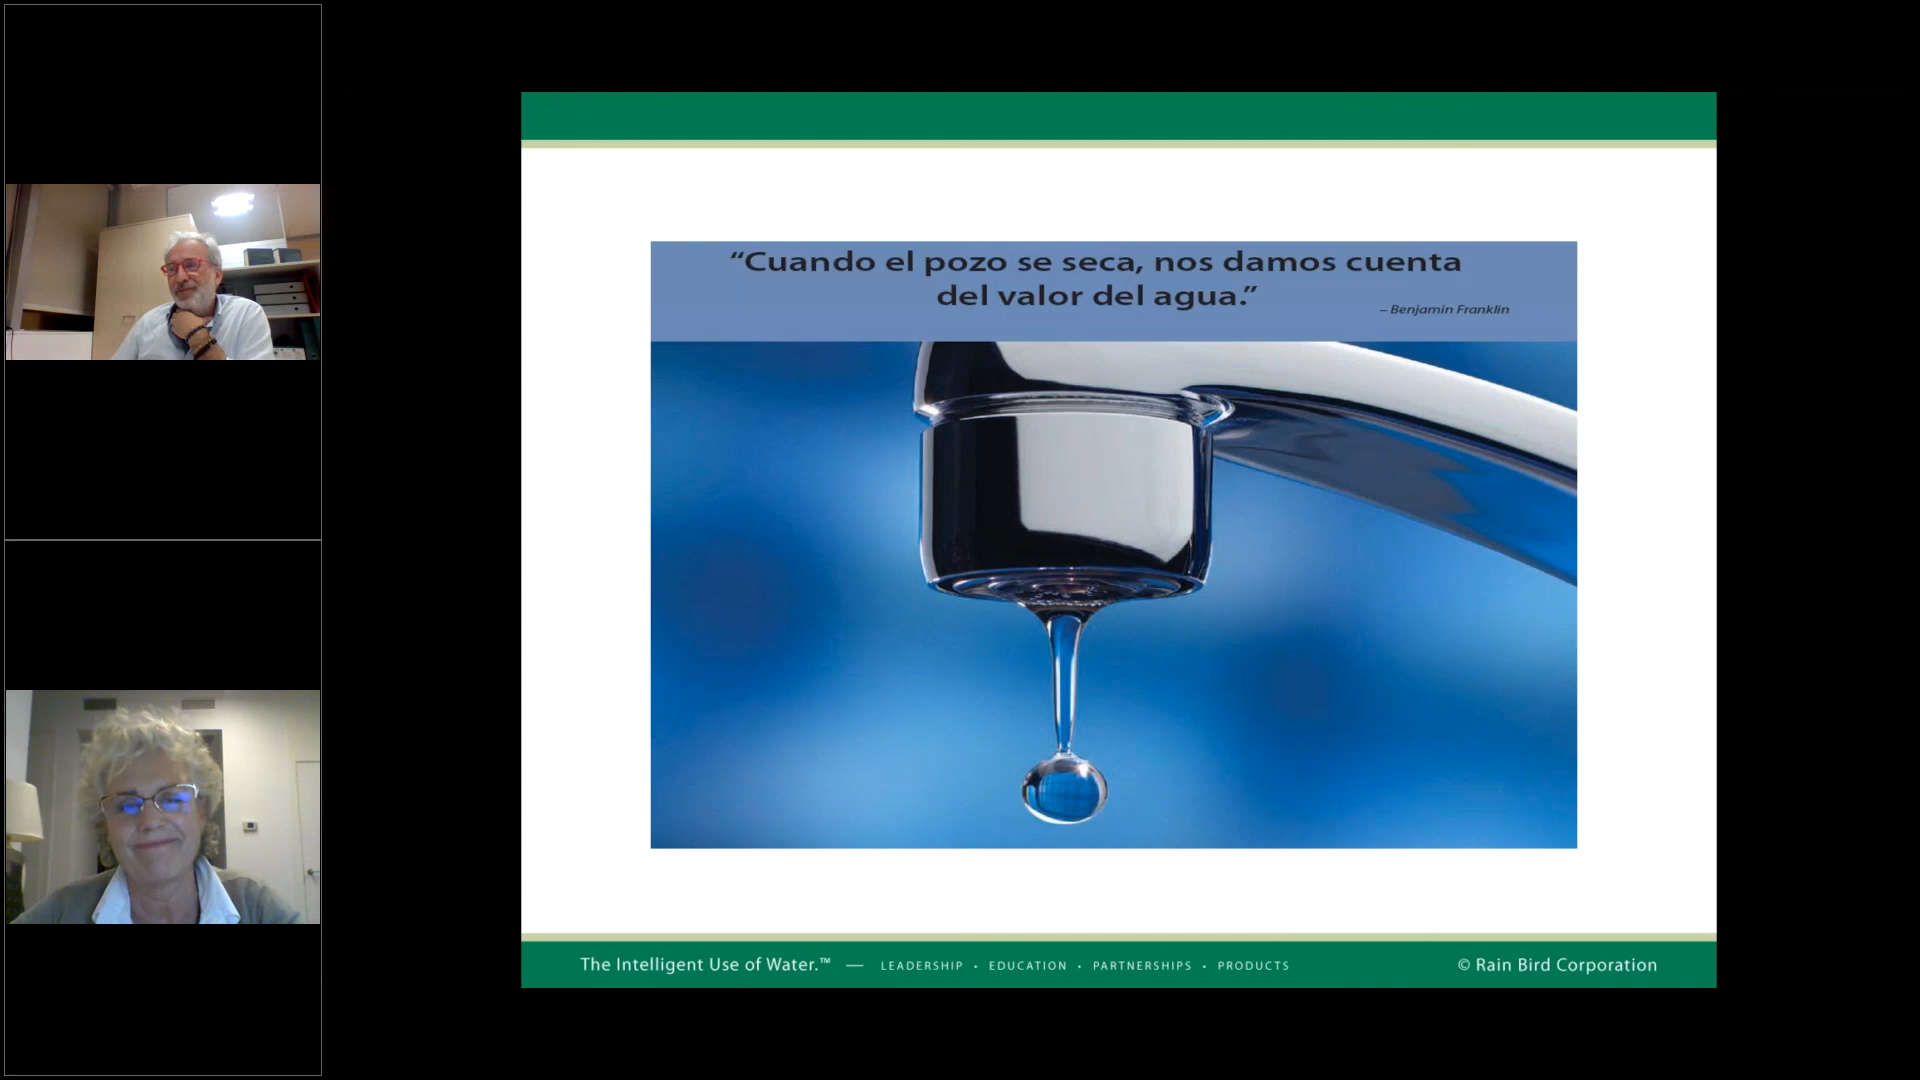 “Cuando el pozo se seca, nos damos cuenta
del valor del agua.”
– Benjamin Franklin
The Intelligent Use of Water.™ — LEADERSHIP • EDUCATION • PARTNERSHIPS • PRODUCTS © Rain Bird Corporation